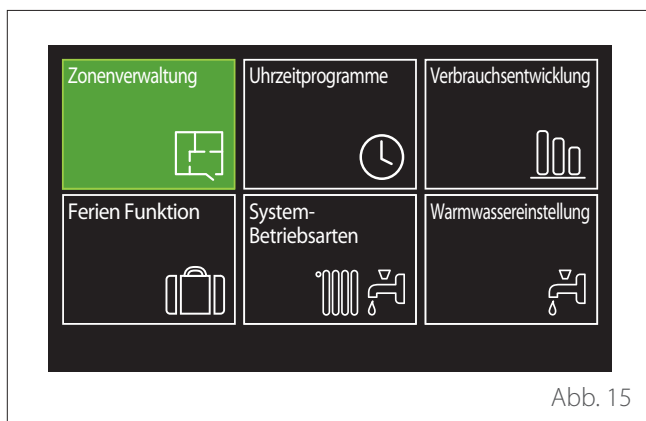 Zonenverwaltung
Uhrzeitprogramme
Verbrauchsentwicklung
Ferien Funktion
System-
Betriebsarten
Warmwassereinstellung
Abb. 15